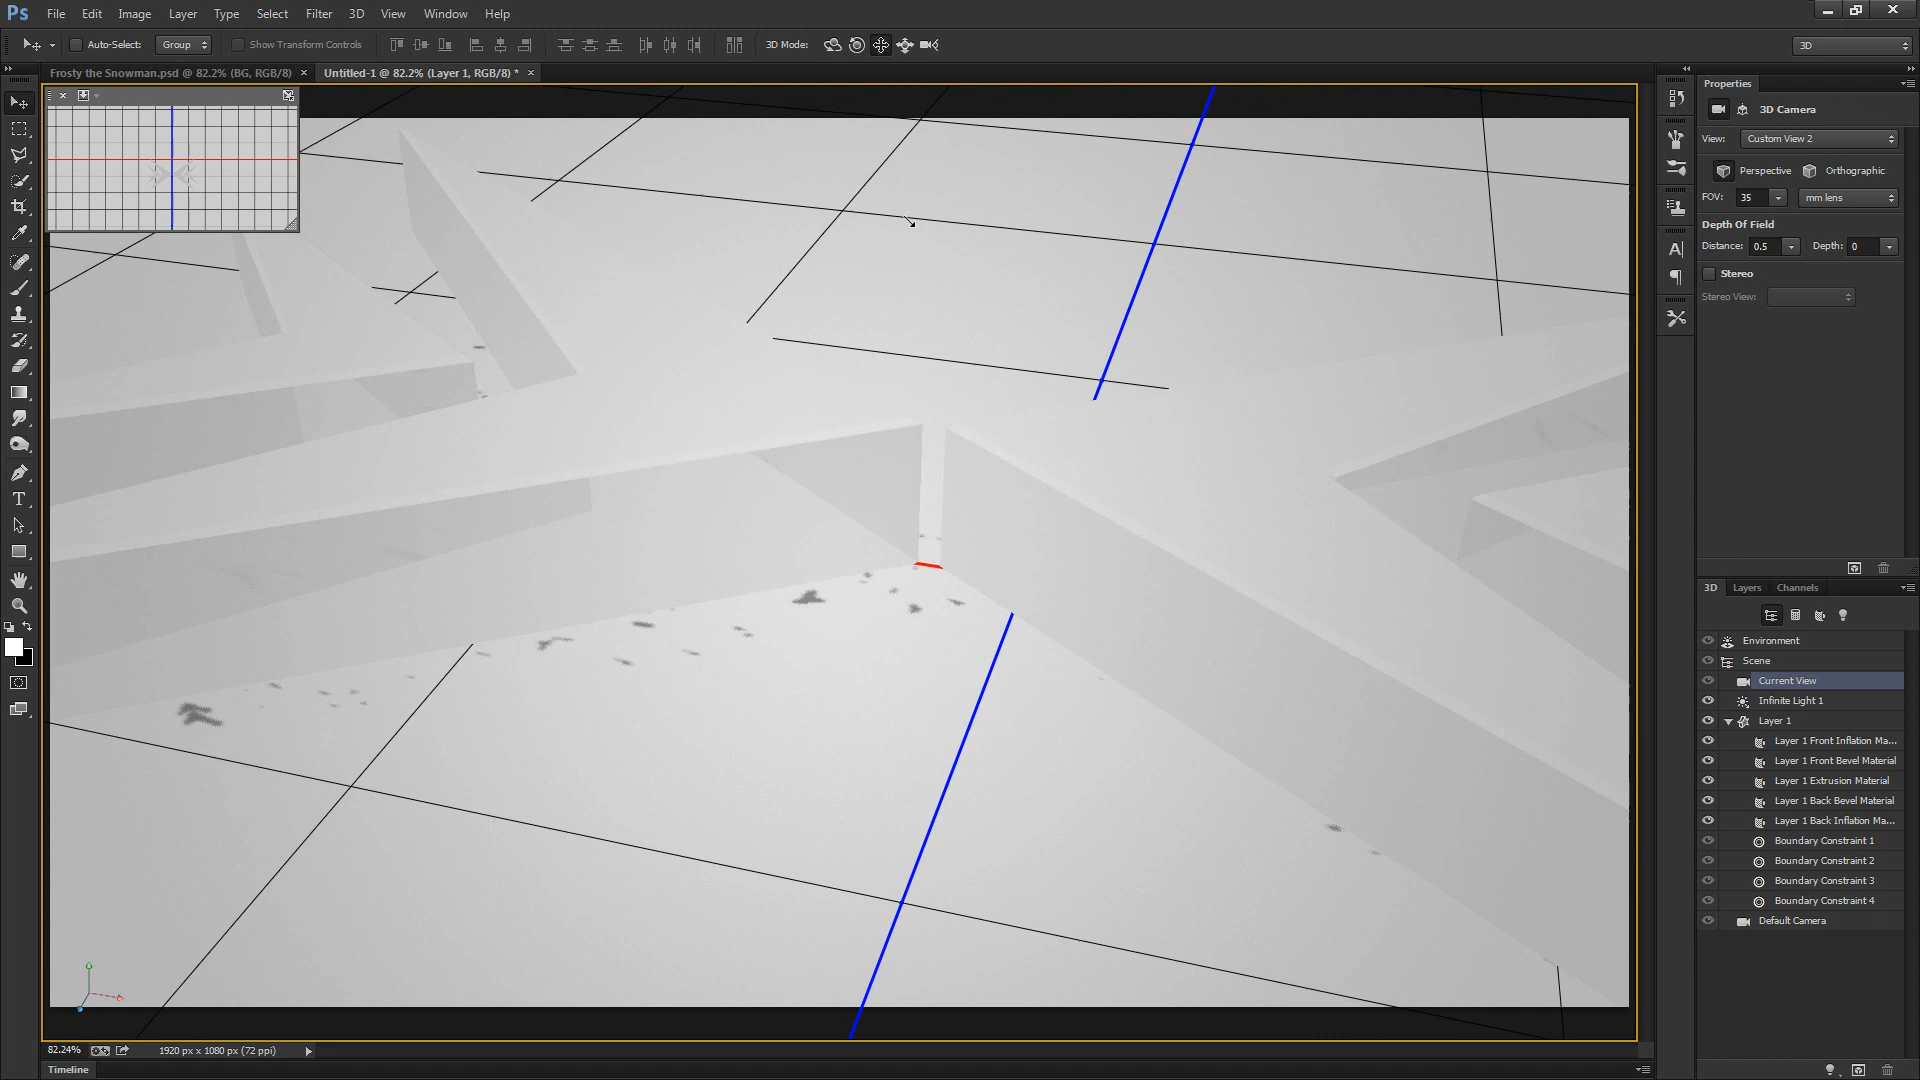 Ps File Edit Image Layer Type Select Filter 3D View Window Help
Auto-Select: Group Show Transform Controls 3D Mode: 3D
Frosty the Snowman.psd @ 82.2% (BG, RGB/8) × Untitled-1 @ 82.2% (Layer 1, RGB/8) * ×
Properties
3D Camera
View: Custom View 2
Perspective Orthographic
FOV: 35 mm lens
Depth Of Field
Distance: 0.5 Depth: 0
Stereo
Stereo View:
3D Layers Channels
Environment
Scene
Current View
Infinite Light 1
Layer 1
Layer 1 Front Inflation Ma...
Layer 1 Front Bevel Material
Layer 1 Extrusion Material
Layer 1 Back Bevel Material
Layer 1 Back Inflation Ma...
Boundary Constraint 1
Boundary Constraint 2
Boundary Constraint 3
Boundary Constraint 4
Default Camera
82.24% 1920 px x 1080 px (72 ppi)
Timeline